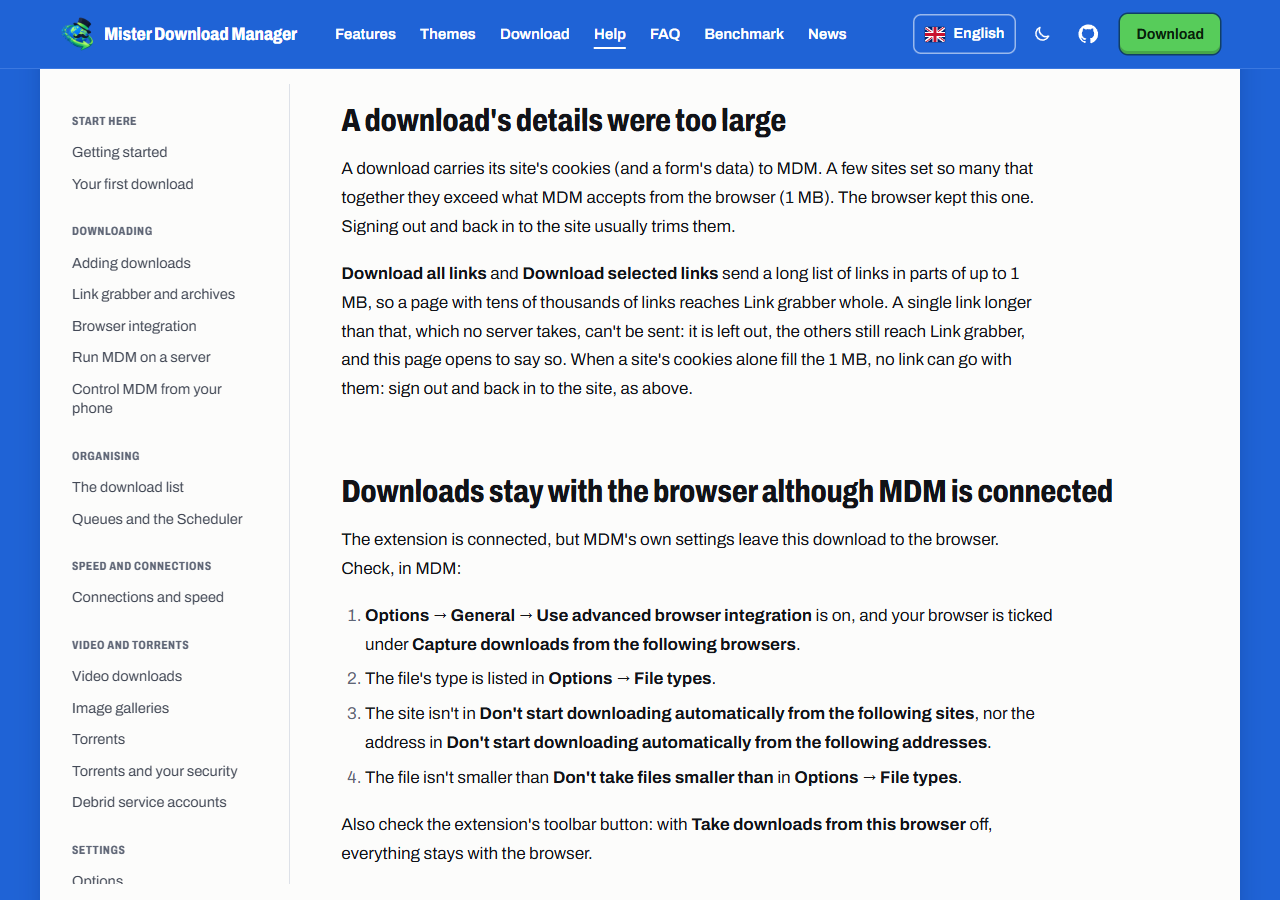 Mister Download Manager
Features
Themes
Download
Help
FAQ
Benchmark
News
English
Download
START HERE
Getting started
Your first download
DOWNLOADING
Adding downloads
Link grabber and archives
Browser integration
Run MDM on a server
Control MDM from your
phone
ORGANISING
The download list
Queues and the Scheduler
SPEED AND CONNECTIONS
Connections and speed
VIDEO AND TORRENTS
Video downloads
Image galleries
Torrents
Torrents and your security
Debrid service accounts
SETTINGS
Options
A download's details were too large
A download carries its site's cookies (and a form's data) to MDM. A few sites set so many that
together they exceed what MDM accepts from the browser (1 MB). The browser kept this one.
Signing out and back in to the site usually trims them.
Download all links and Download selected links send a long list of links in parts of up to 1
MB, so a page with tens of thousands of links reaches Link grabber whole. A single link longer
than that, which no server takes, can't be sent: it is left out, the others still reach Link grabber,
and this page opens to say so. When a site's cookies alone fill the 1 MB, no link can go with
them: sign out and back in to the site, as above.
Downloads stay with the browser although MDM is connected
The extension is connected, but MDM's own settings leave this download to the browser.
Check, in MDM:
1. Options → General → Use advanced browser integration is on, and your browser is ticked
under Capture downloads from the following browsers.
2. The file's type is listed in Options → File types.
3. The site isn't in Don't start downloading automatically from the following sites, nor the
address in Don't start downloading automatically from the following addresses.
4. The file isn't smaller than Don't take files smaller than in Options → File types.
Also check the extension's toolbar button: with Take downloads from this browser off,
everything stays with the browser.